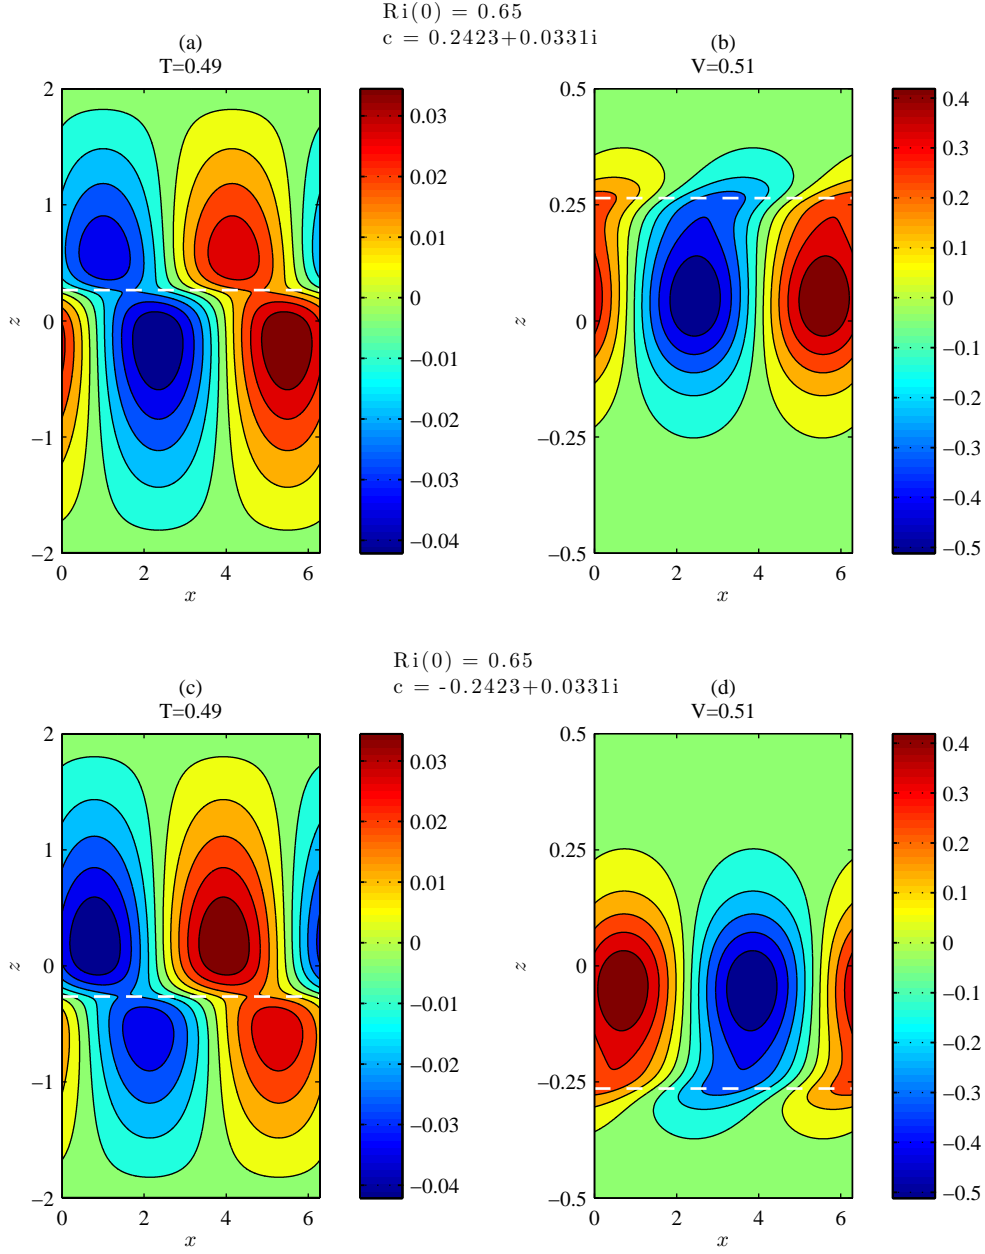 Ri(0) = 0.65
c = 0.2423+0.0331i
(a)
T=0.49
(b)
V=0.51
2
1
0
−1
−2
z
0 2 4 6
x
0.03
0.02
0.01
0
−0.01
−0.02
−0.03
−0.04
0.5
0.25
0
−0.25
−0.5
z
0 2 4 6
x
0.4
0.3
0.2
0.1
0
−0.1
−0.2
−0.3
−0.4
−0.5
Ri(0) = 0.65
c = -0.2423+0.0331i
(c)
T=0.49
(d)
V=0.51
2
1
0
−1
−2
z
0 2 4 6
x
0.03
0.02
0.01
0
−0.01
−0.02
−0.03
−0.04
0.5
0.25
0
−0.25
−0.5
z
0 2 4 6
x
0.4
0.3
0.2
0.1
0
−0.1
−0.2
−0.3
−0.4
−0.5